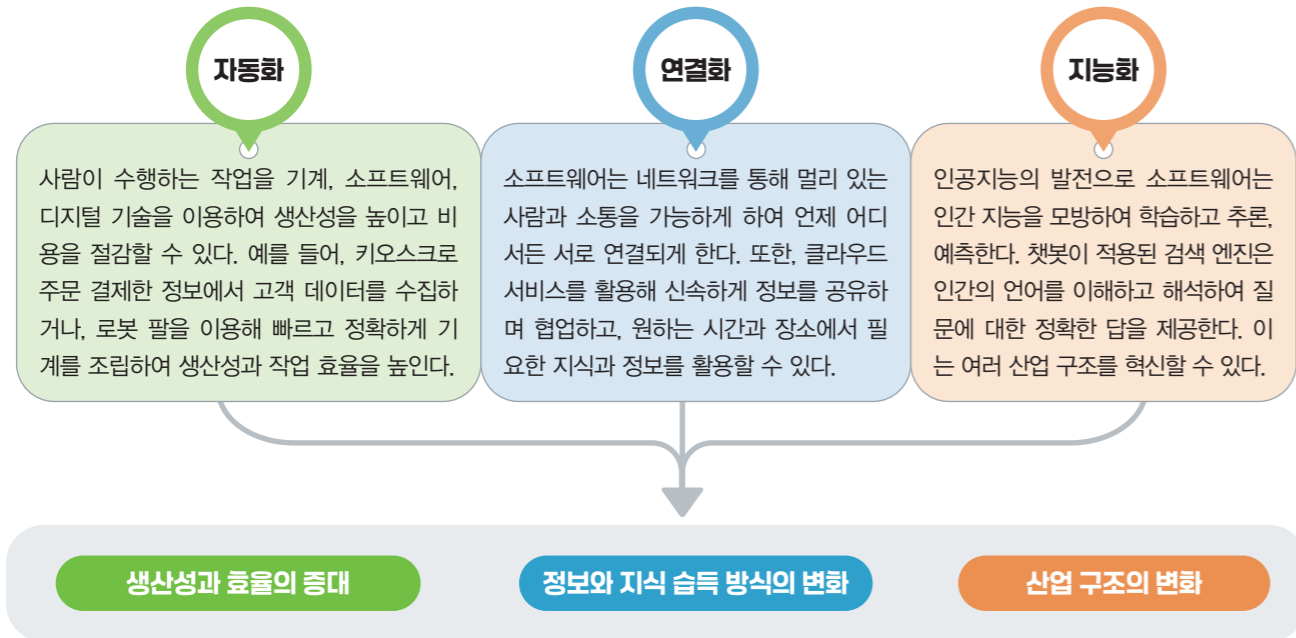 자동화
사람이 수행하는 작업을 기계, 소프트웨어,
디지털 기술을 이용하여 생산성을 높이고 비
용을 절감할 수 있다. 예를 들어, 키오스크로
주문 결제한 정보에서 고객 데이터를 수집하
거나, 로봇 팔을 이용해 빠르고 정확하게 기
계를 조립하여 생산성과 작업 효율을 높인다.
연결화
소프트웨어는 네트워크를 통해 멀리 있는
사람과 소통을 가능하게 하여 언제 어디
서든 서로 연결되게 한다. 또한, 클라우드
서비스를 활용해 신속하게 정보를 공유하
며 협업하고, 원하는 시간과 장소에서 필
요한 지식과 정보를 활용할 수 있다.
지능화
인공지능의 발전으로 소프트웨어는
인간 지능을 모방하여 학습하고 추론,
예측한다. 챗봇이 적용된 검색 엔진은
인간의 언어를 이해하고 해석하여 질
문에 대한 정확한 답을 제공한다. 이
는 여러 산업 구조를 혁신할 수 있다.
생산성과 효율의 증대
정보와 지식 습득 방식의 변화
산업 구조의 변화